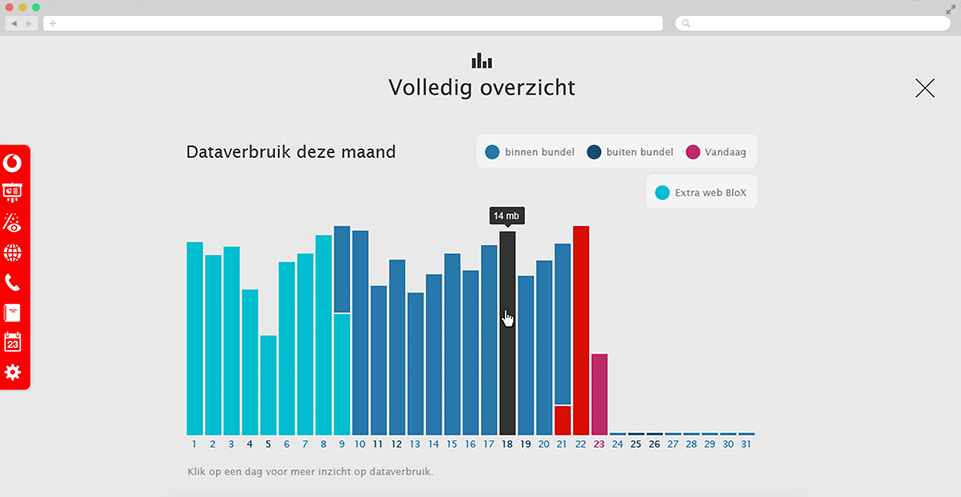 Volledig overzicht
Dataverbruik deze maand
binnen bundel buiten bundel Vandaag
Extra web BloX
14 mb
1 2 3 4 5 6 7 8 9 10 11 12 13 14 15 16 17 18 19 20 21 22 23 24 25 26 27 28 29 30 31
23
Klik op een dag voor meer inzicht op dataverbruik.